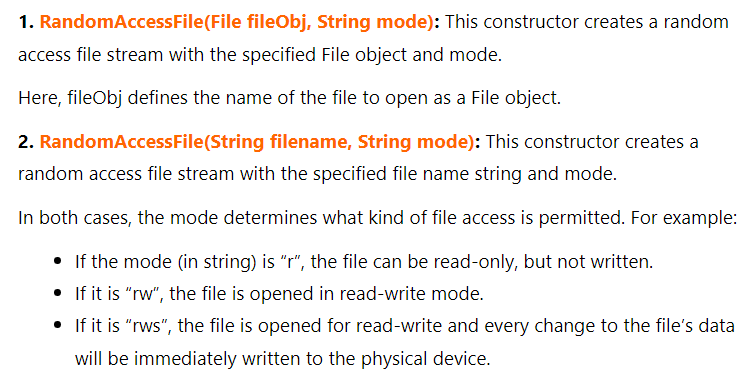 1. RandomAccessFile(File fileObj, String mode): This constructor creates a random
access file stream with the specified File object and mode.
Here, fileObj defines the name of the file to open as a File object.
2. RandomAccessFile(String filename, String mode): This constructor creates a
random access file stream with the specified file name string and mode.
In both cases, the mode determines what kind of file access is permitted. For example:
• If the mode (in string) is “r”, the file can be read-only, but not written.
• If it is “rw”, the file is opened in read-write mode.
• If it is “rws”, the file is opened for read-write and every change to the file’s data
will be immediately written to the physical device.